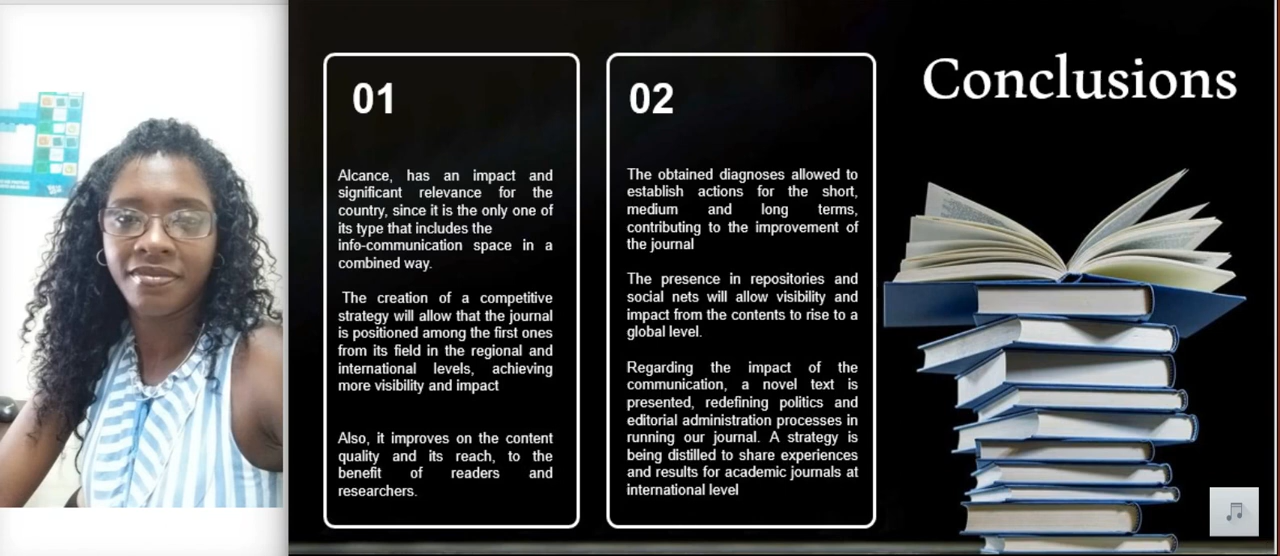 Conclusions
01
Alcance, has an impact and
significant relevance for the
country, since it is the only one of
its type that includes the
info-communication space in a
combined way.
The creation of a competitive
strategy will allow that the journal
is positioned among the first ones
from its field in the regional and
international levels, achieving
more visibility and impact
Also, it improves on the content
quality and its reach, to the
benefit of readers and
researchers.
02
The obtained diagnoses allowed to
establish actions for the short,
medium and long terms,
contributing to the improvement of
the journal
The presence in repositories and
social nets will allow visibility and
impact from the contents to rise to a
global level.
Regarding the impact of the
communication, a novel text is
presented, redefining politics and
editorial administration processes in
running our journal. A strategy is
being distilled to share experiences
and results for academic journals at
international level